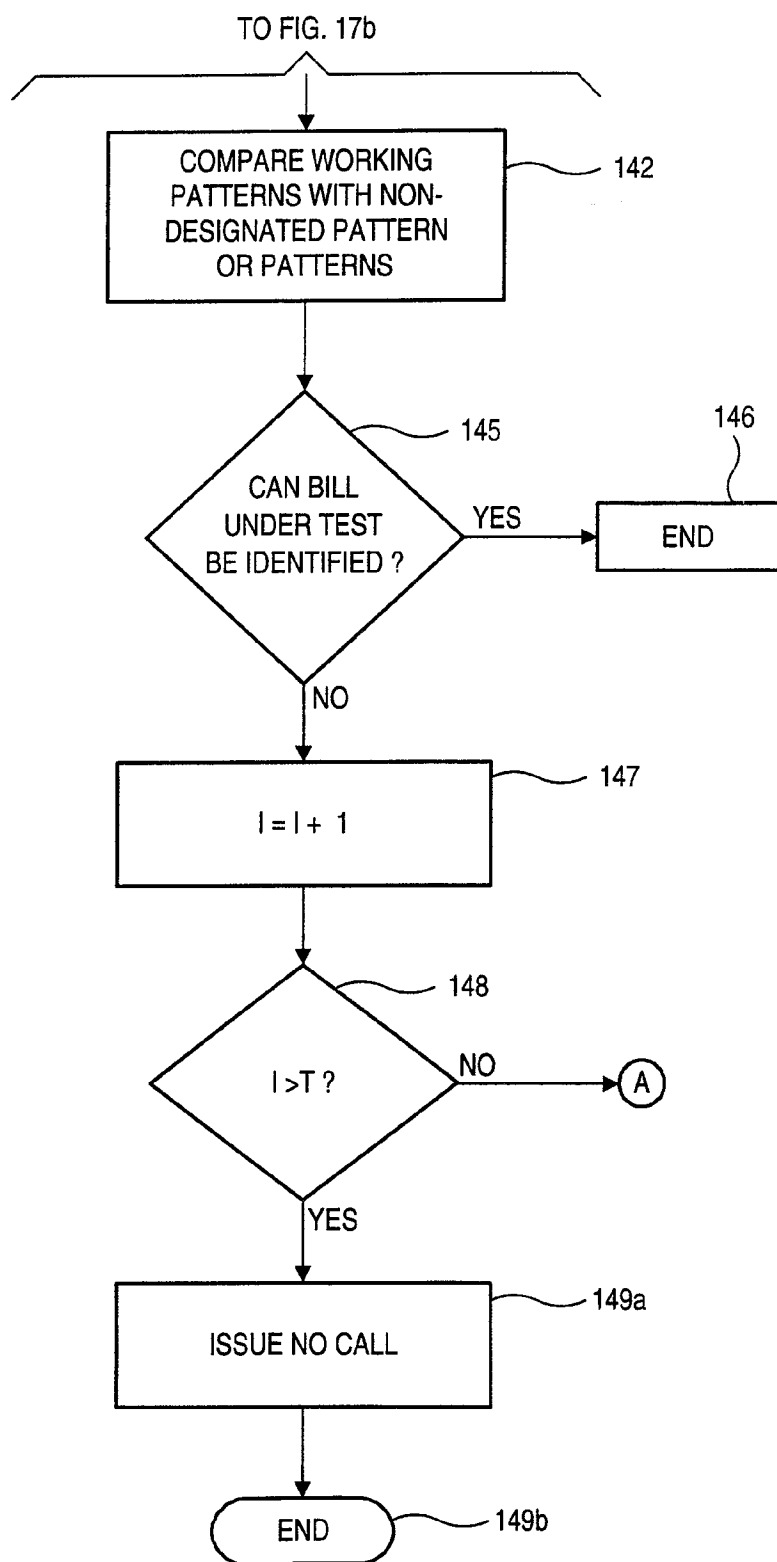 TO FIG. 17b
COMPARE WORKING
PATTERNS WITH NON-
DESIGNATED PATTERN
OR PATTERNS
142
145
CAN BILL
UNDER TEST
BE IDENTIFIED ?
YES
146
END
NO
147
I = I + 1
148
I >T ?
NO
A
YES
149a
ISSUE NO CALL
END
149b